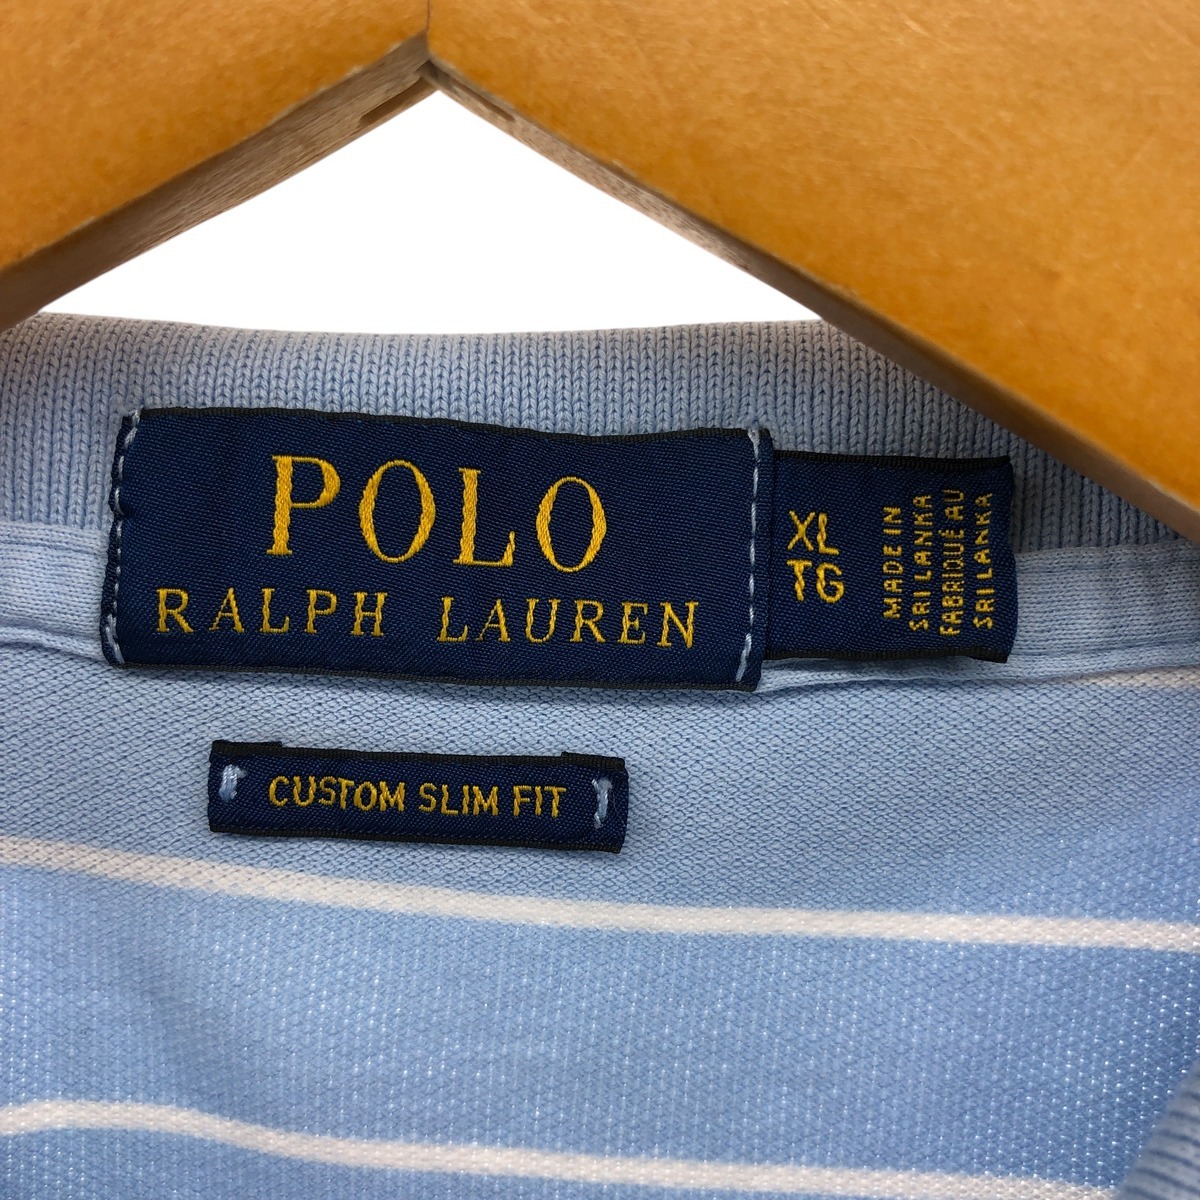 POLO
RALPH LAUREN
XL
TG
MADE IN
SRI LANKA
FABRIQUÉ AU
SRI LANKA
CUSTOM SLIM FIT